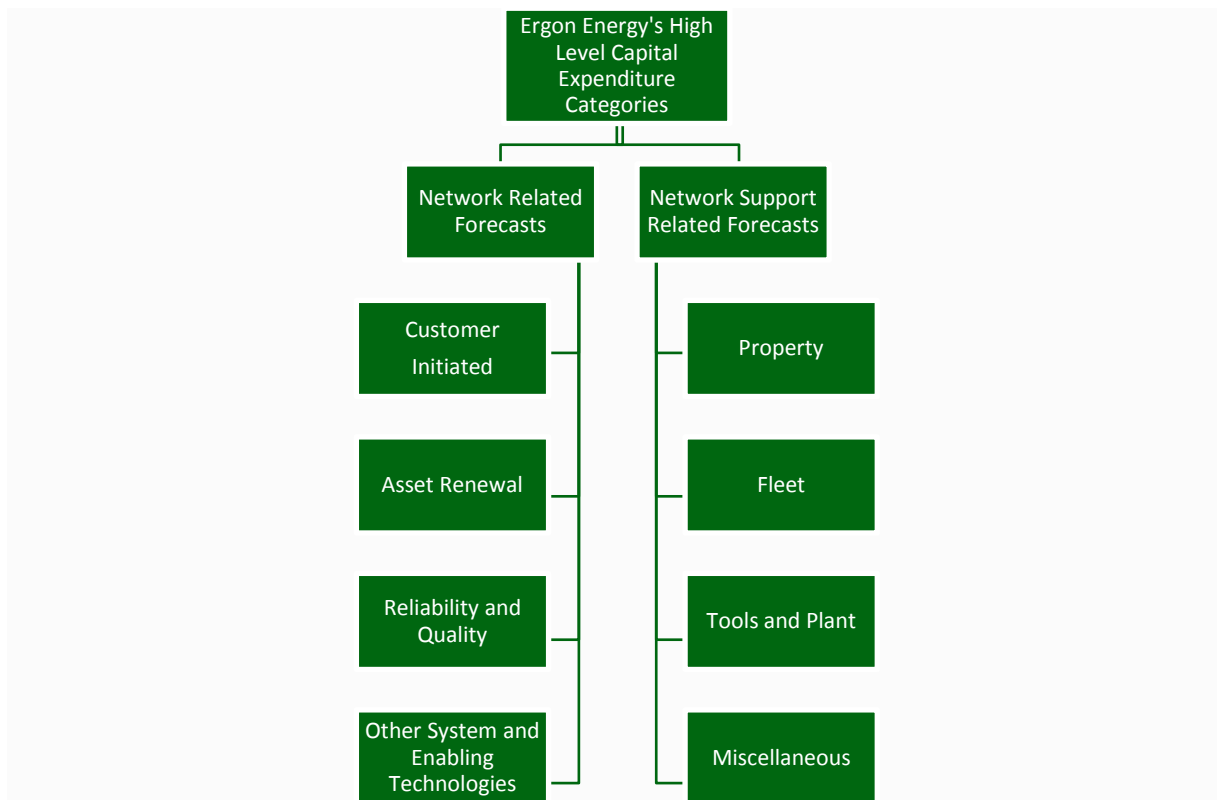 Ergon Energy's High
Level Capital
Expenditure
Categories
Network Related
Forecasts
Network Support
Related Forecasts
Customer
Initiated
Property
Asset Renewal
Fleet
Reliability and
Quality
Tools and Plant
Other System and
Enabling
Technologies
Miscellaneous